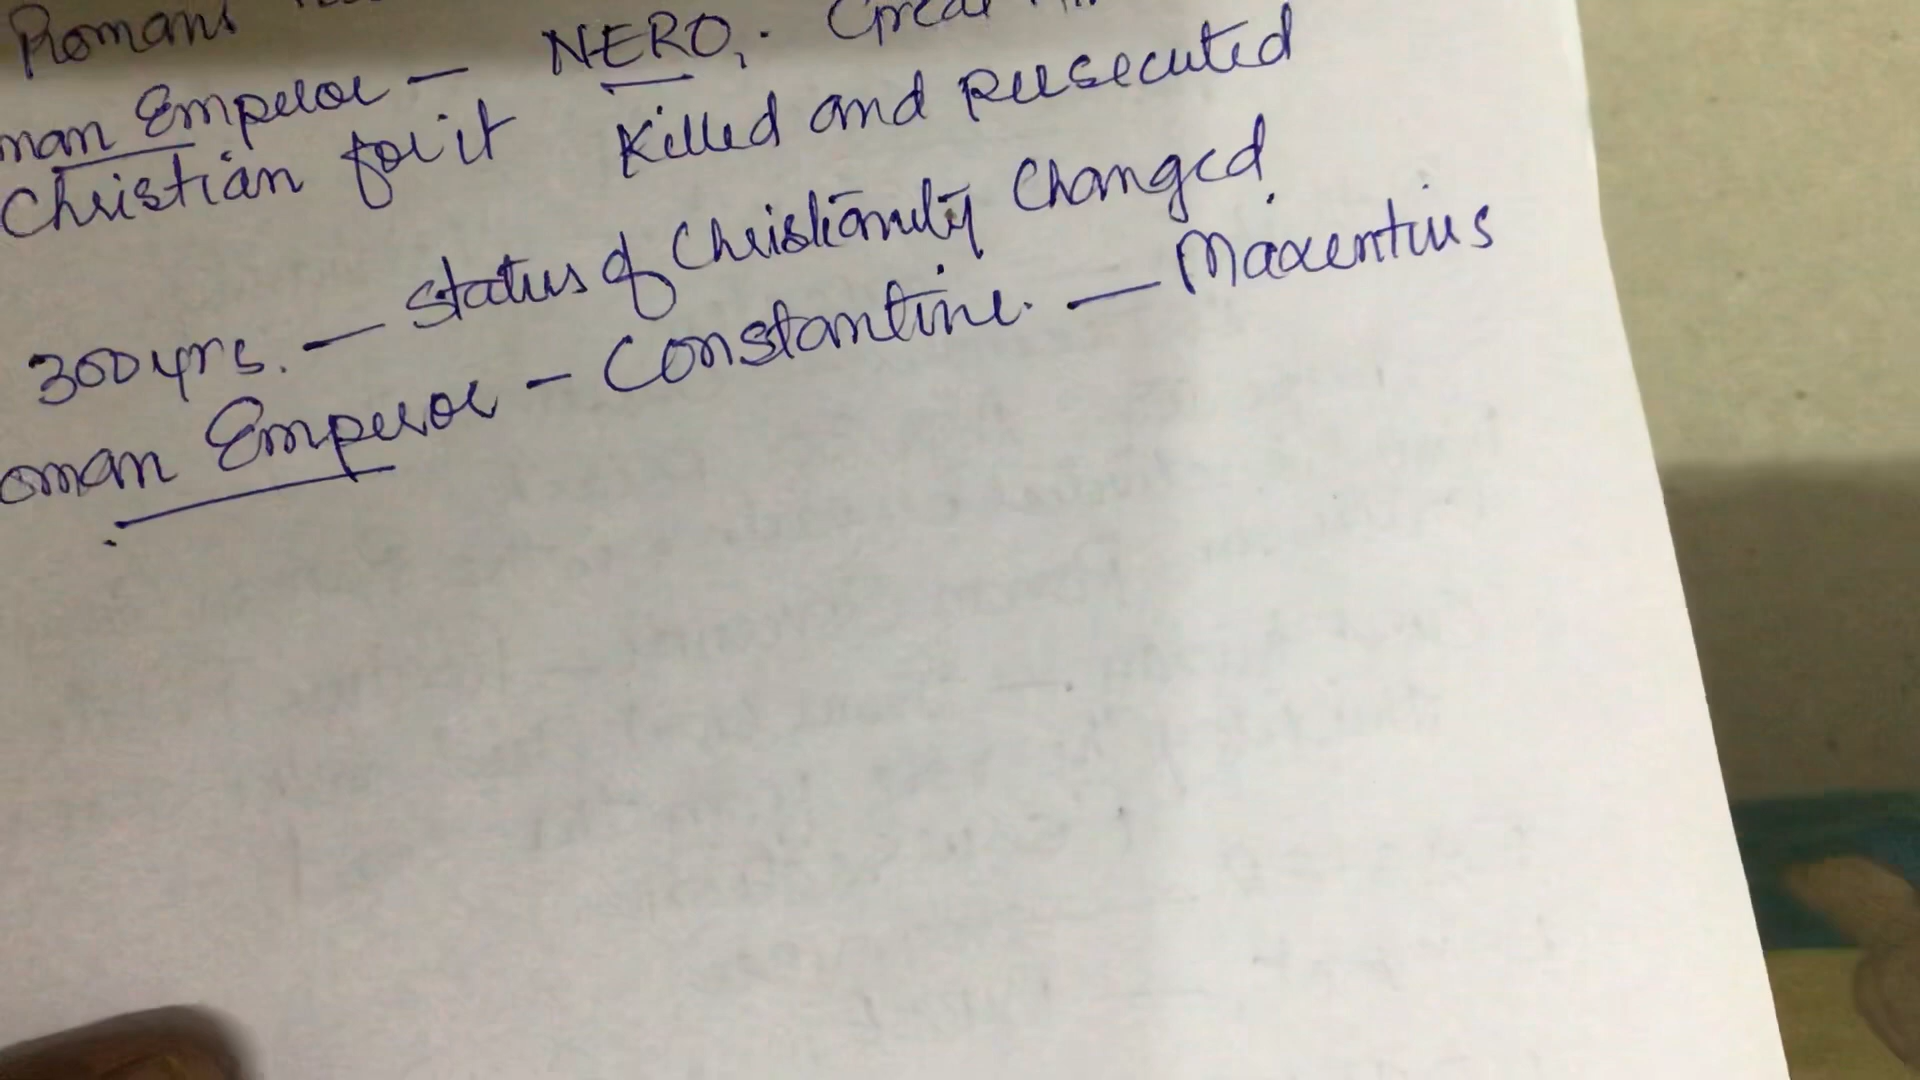 Romans
man Emperor — NERO,. Great
Christian for it killed and persecuted
300 yrs. — status of Christianity Changed
oman Emperor - Constantine. — Maxentius